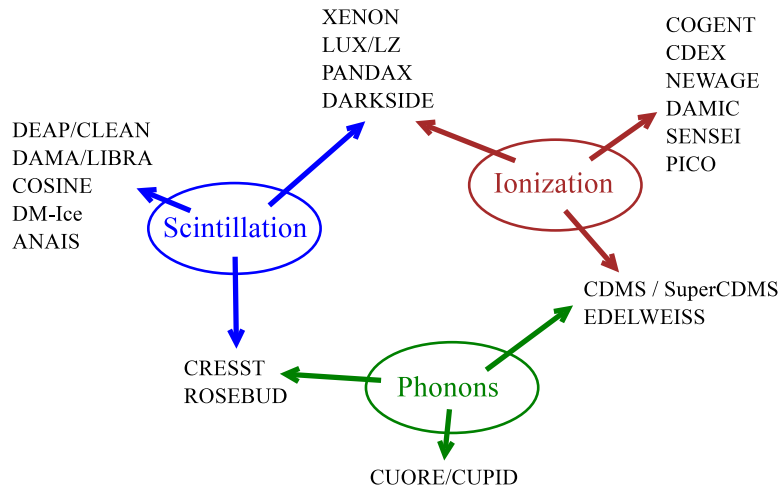 XENON
LUX/LZ
PANDAX
DARKSIDE
COGENT
CDEX
NEWAGE
DAMIC
SENSEI
PICO
DEAP/CLEAN
DAMA/LIBRA
COSINE
DM-Ice
ANAIS
Ionization
Scintillation
CDMS / SuperCDMS
EDELWEISS
CRESST
ROSEBUD
Phonons
CUORE/CUPID